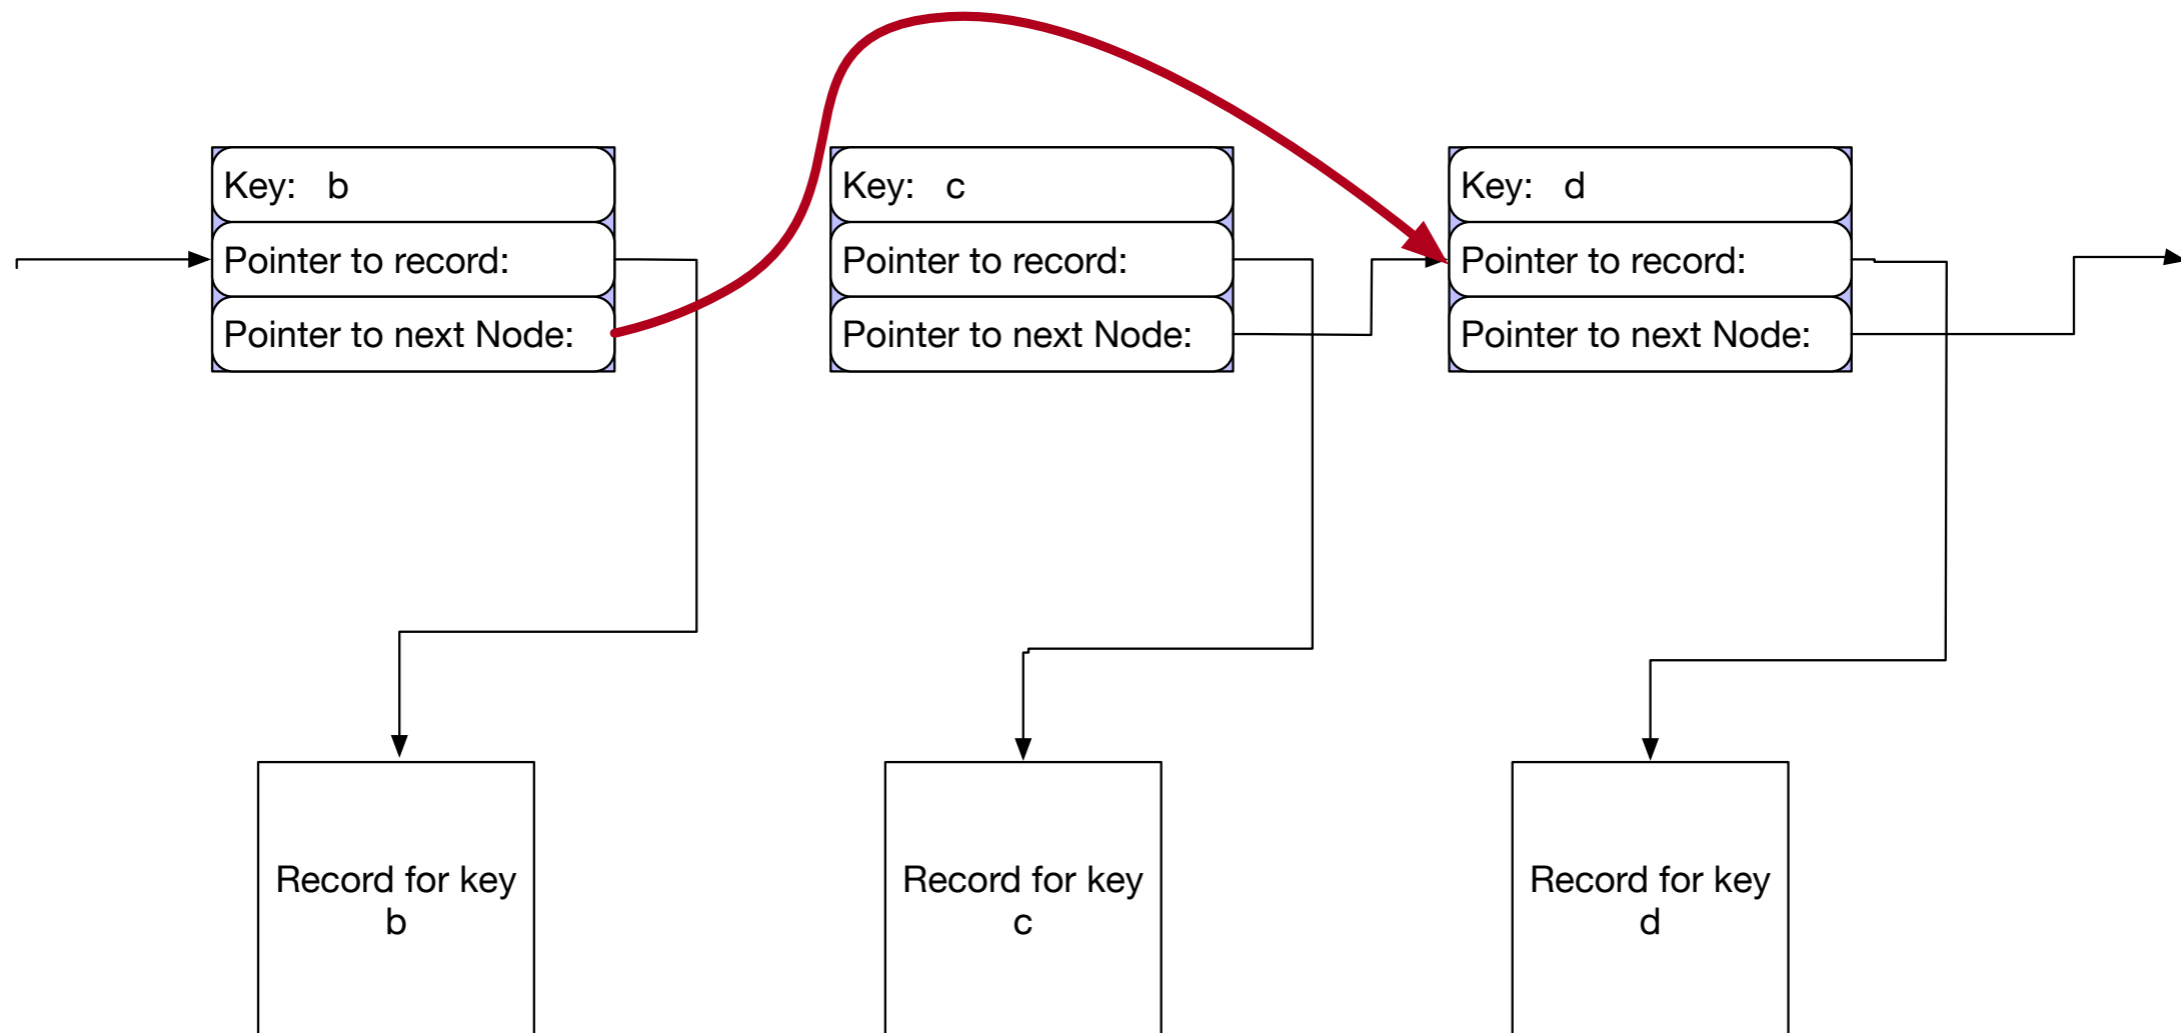 Key:   b
Pointer to record:
Pointer to next Node:
Key:   c
Pointer to record:
Pointer to next Node:
Key:   d
Pointer to record:
Pointer to next Node:
Record for key
b
Record for key
c
Record for key
d